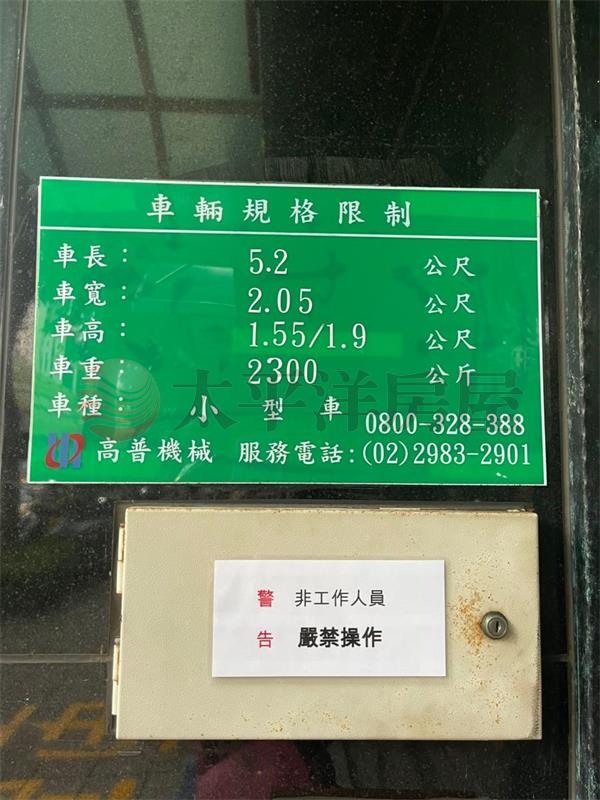 車輛規格限制
車長： 5.2 公尺
車寬： 2.05 公尺
車高： 1.55/1.9 公尺
車重： 2300 公斤
車種： 小型車 0800-328-388
高普機械 服務電話:(02)2983-2901
太平洋房屋
警 非工作人員
告 嚴禁操作